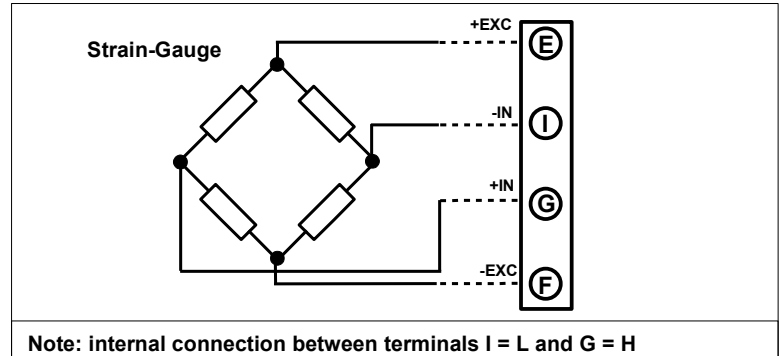 +EXC
Strain-Gauge
E
-IN
I
+IN
G
-EXC
F
Note: internal connection between terminals I = L and G = H